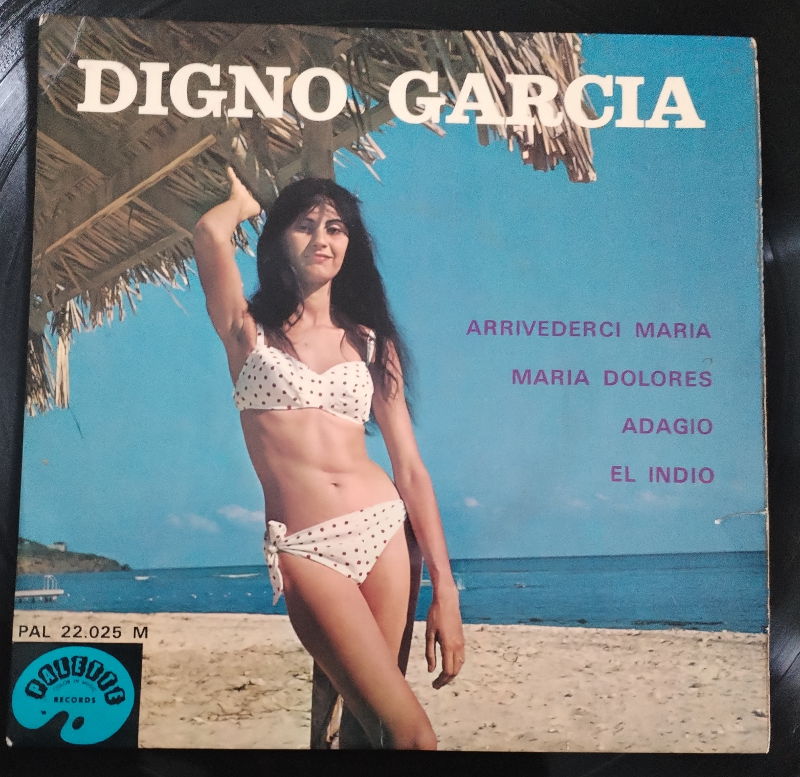 DIGNO GARCIA
ARRIVEDERCI MARIA
MARIA DOLORES
ADAGIO
EL INDIO
PAL 22.025 M
PALETTE
RECORDS